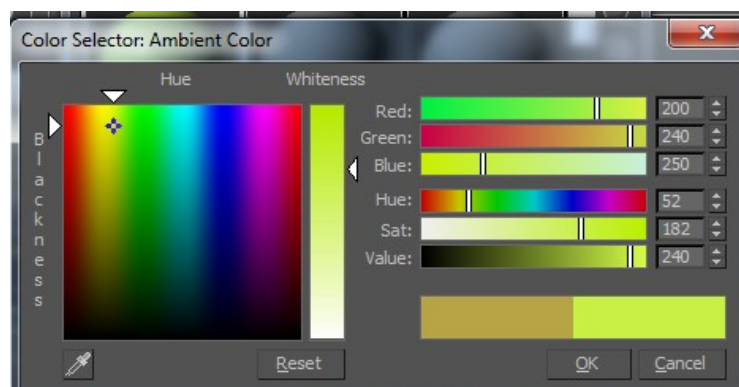 Color Selector: Ambient Color
Hue Whiteness
Blackness
Red: 200
Green: 240
Blue: 250
Hue: 52
Sat: 182
Value: 240
Reset OK Cancel